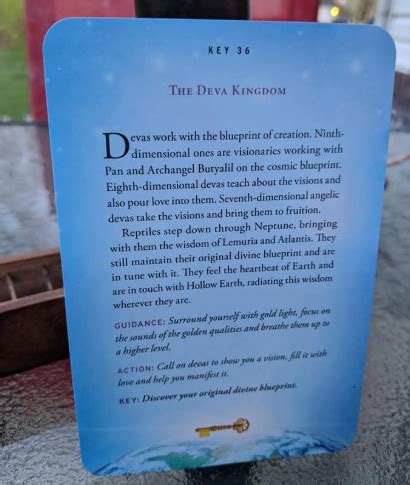 KEY 36
THE DEVA KINGDOM
Devas work with the blueprint of creation. Ninth-
dimensional ones are visionaries working with
Pan and Archangel Butyalil on the cosmic blueprint.
Eighth-dimensional devas teach about the visions and
also pour love into them. Seventh-dimensional angelic
devas take the visions and bring them to fruition.
Reptiles step down through Neptune, bringing
with them the wisdom of Lemuria and Atlantis. They
still maintain their original divine blueprint and are
in tune with it. They feel the heartbeat of Earth and
are in touch with Hollow Earth, radiating this wisdom
wherever they are.
GUIDANCE: Surround yourself with gold light, focus on
the sounds of the golden qualities and breathe them up to
a higher level.
ACTION: Call on devas to show you a vision, fill it with
love and help you manifest it.
KEY: Discover your original divine blueprint.